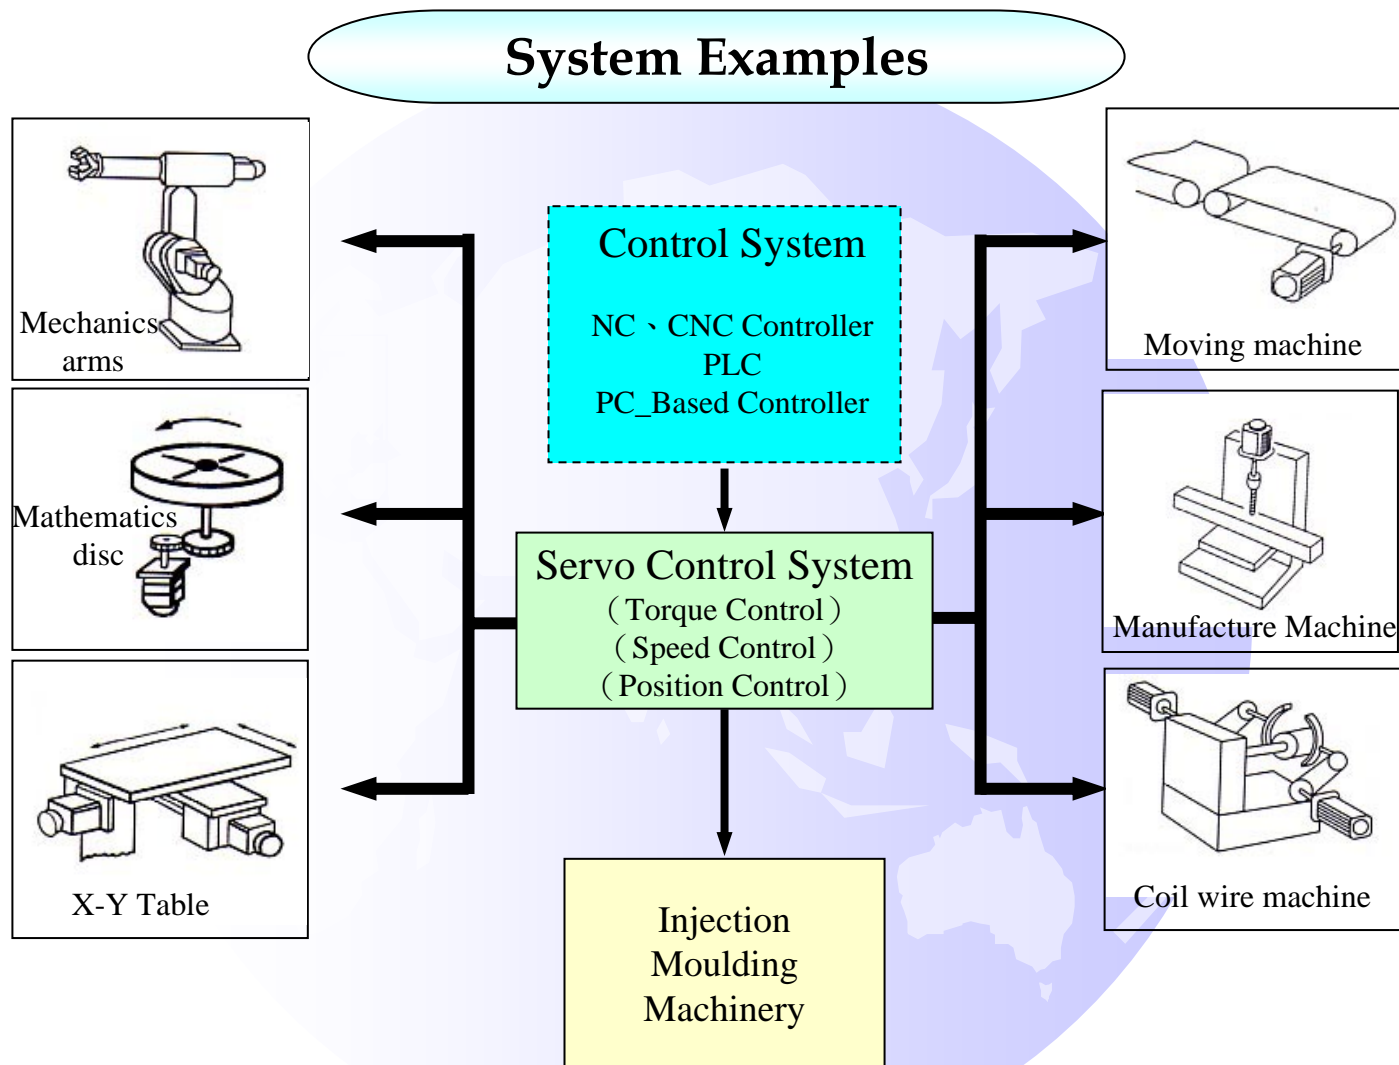 System Examples
Mechanics
arms
Mathematics
disc
X-Y Table
Control System
NC、CNC Controller
PLC
PC_Based Controller
Servo Control System
（Torque Control）
（Speed Control）
（Position Control）
Injection
Moulding
Machinery
Moving machine
Manufacture Machine
Coil wire machine